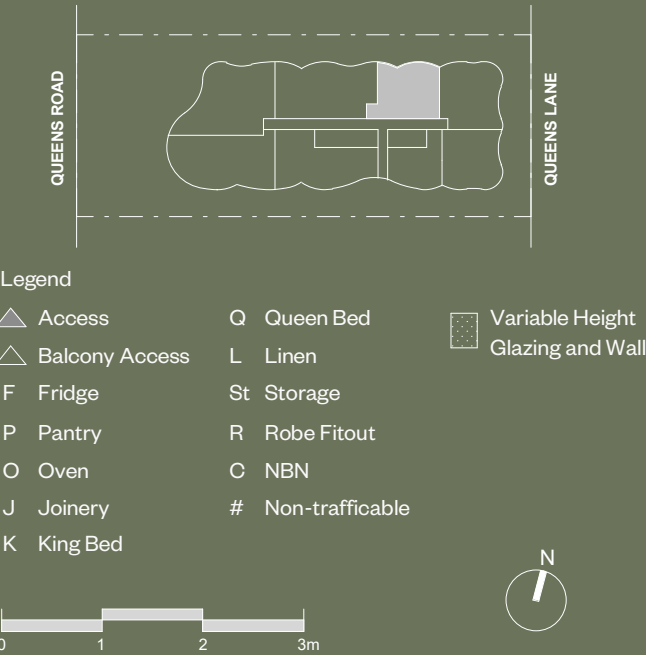 QUEENS ROAD
QUEENS LANE
Legend
Access
Balcony Access
F Fridge
P Pantry
O Oven
J Joinery
K King Bed
Q Queen Bed
L Linen
St Storage
R Robe Fitout
C NBN
# Non-trafficable
Variable Height
Glazing and Wall
N
0 1 2 3m